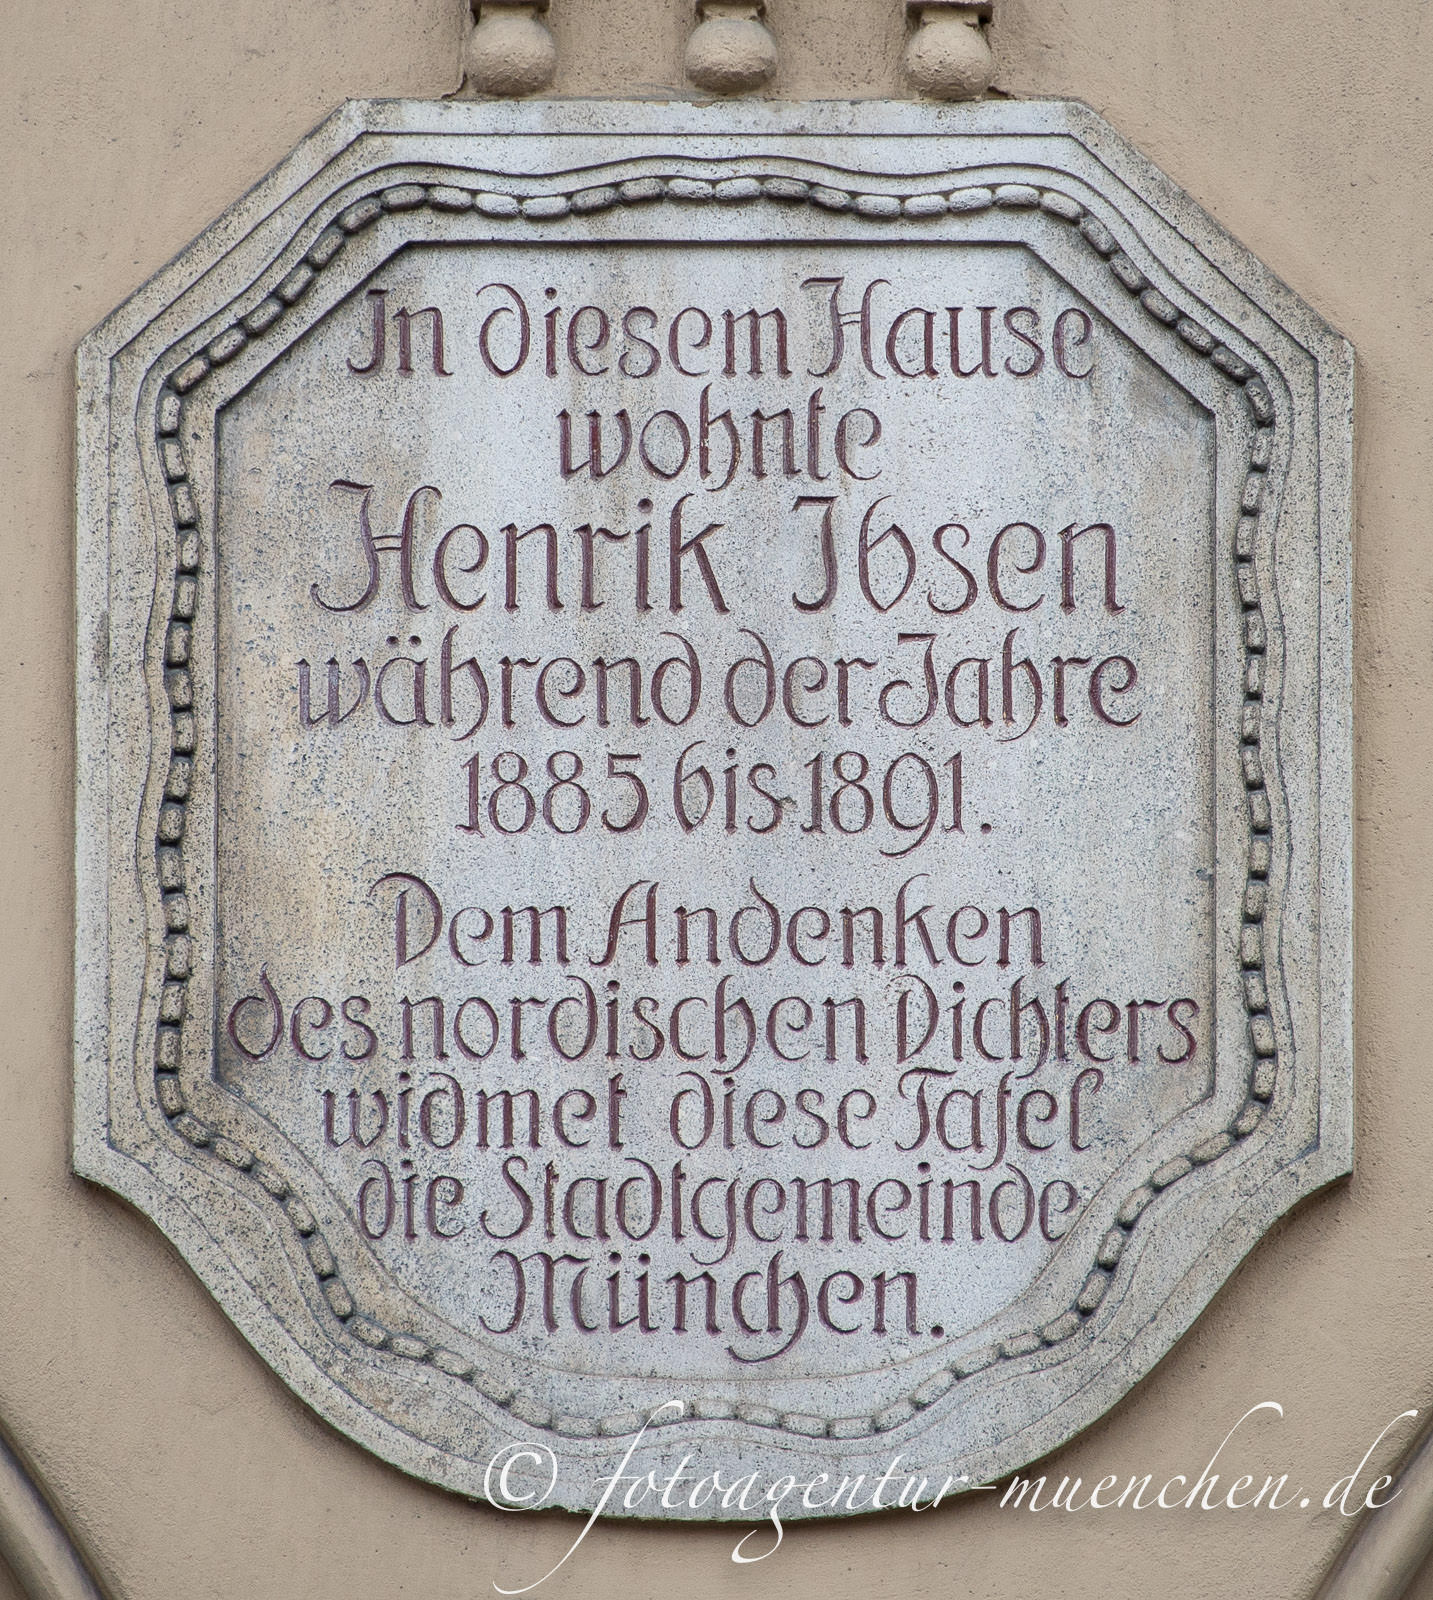 In diesem Hause
wohnte
Henrik Ibsen
während der Jahre
1885 bis 1891.
Dem Andenken
des nordischen Dichters
widmet diese Tafel
die Stadtgemeinde
München.
© fotoagentur-muenchen.de